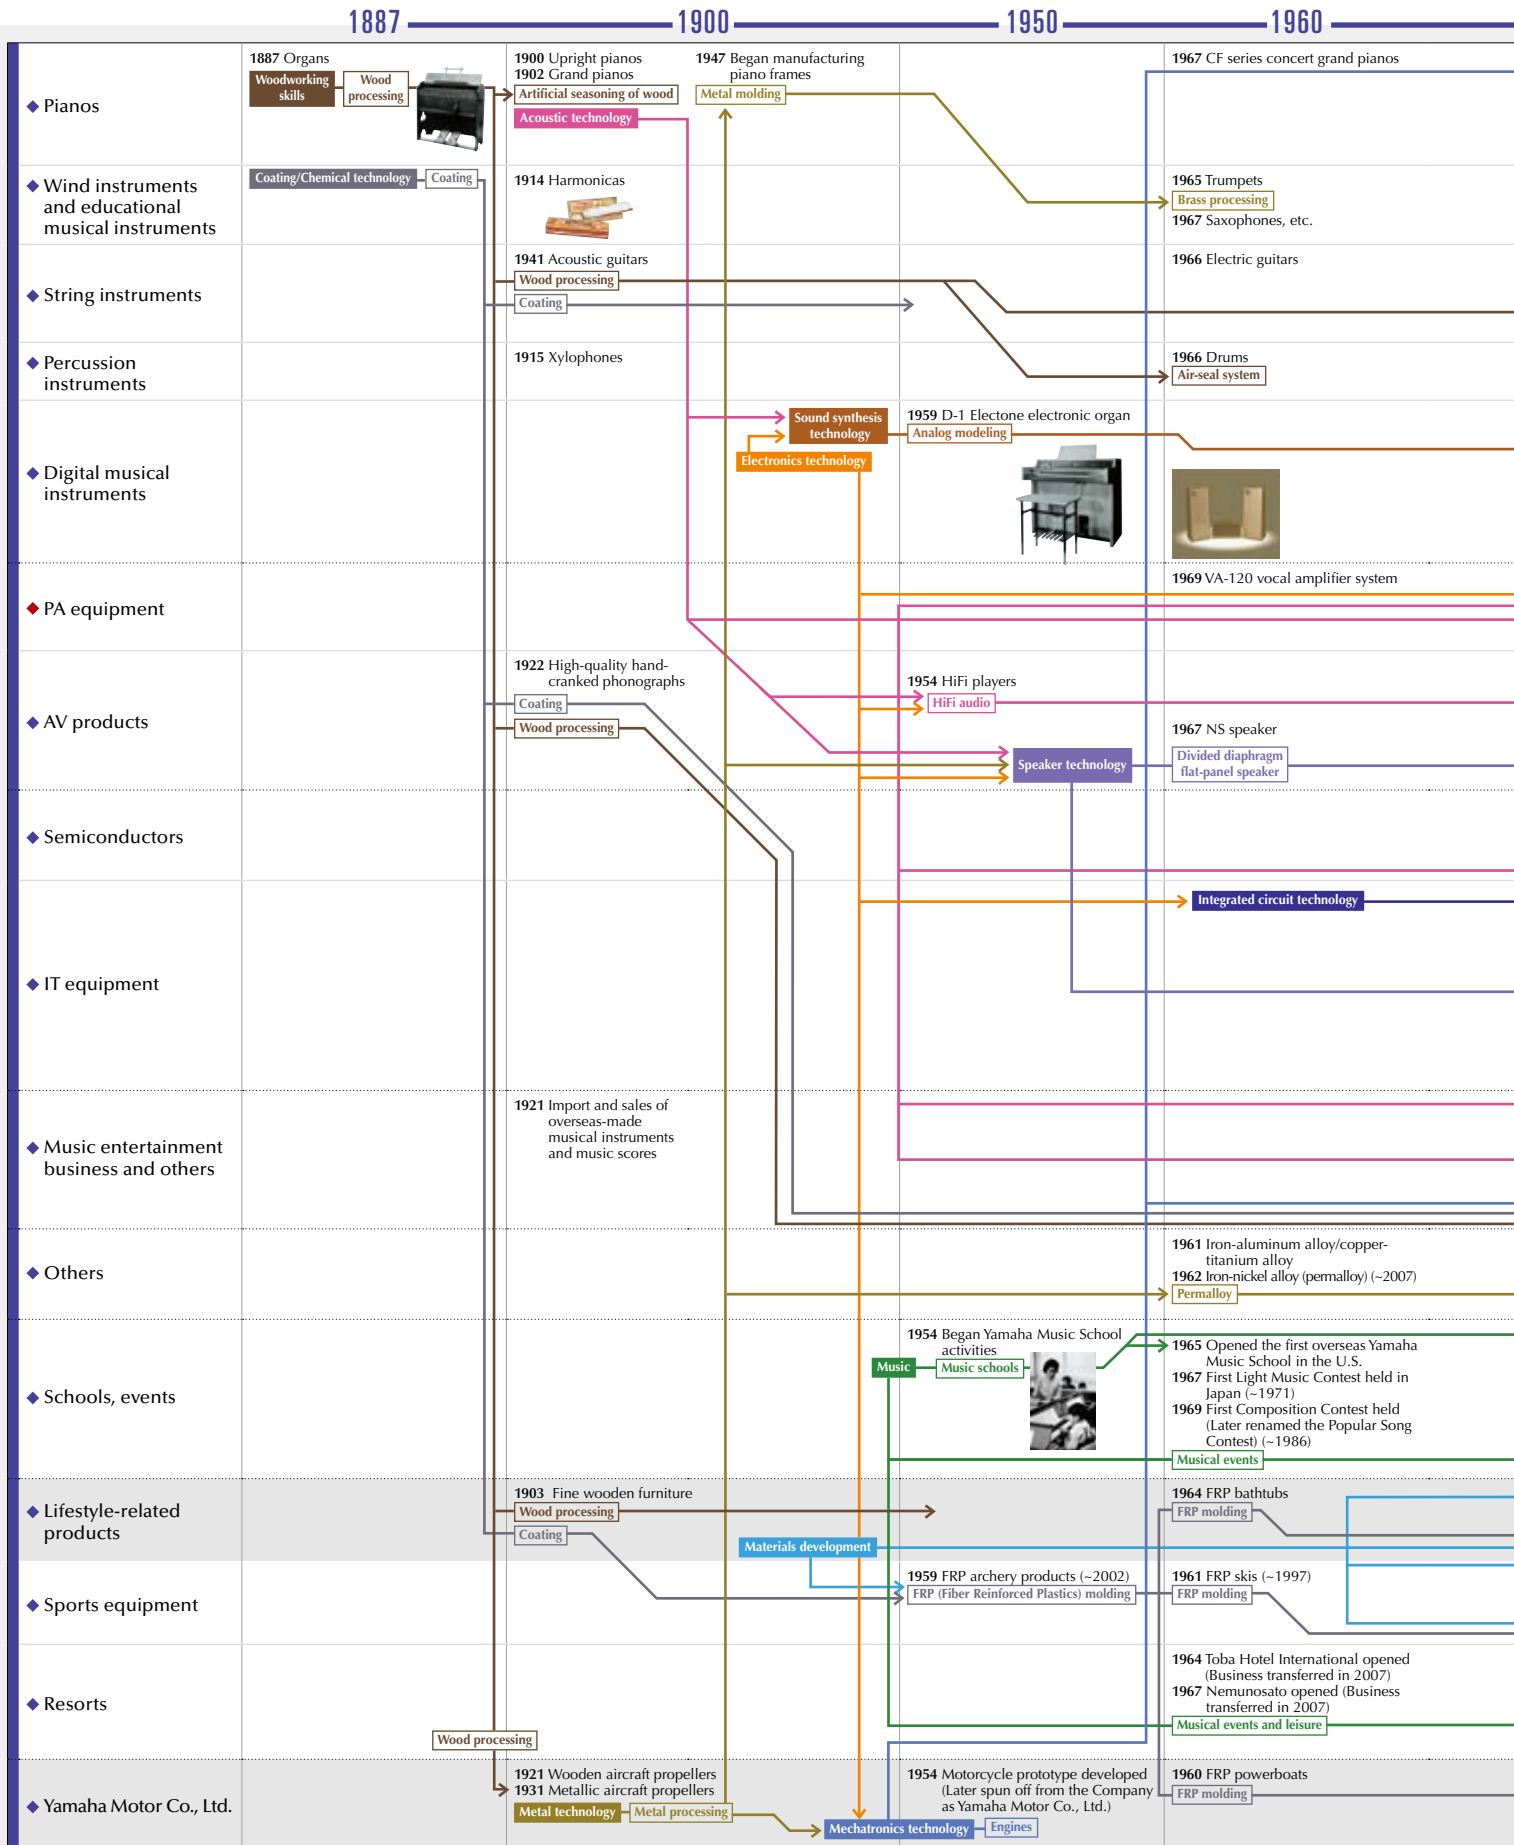 1887
1900
1950
1960
Pianos
1887 Organs
Woodworking
skills
Wood
processing
1900 Upright pianos
1902 Grand pianos
Artificial seasoning of wood
Acoustic technology
1947 Began manufacturing
piano frames
Metal molding
1967 CF series concert grand pianos
Wind instruments
and educational
musical instruments
Coating/Chemical technology
Coating
1914 Harmonicas
1965 Trumpets
Brass processing
1967 Saxophones, etc.
String instruments
1941 Acoustic guitars
Wood processing
Coating
1966 Electric guitars
Percussion
instruments
1915 Xylophones
1966 Drums
Air-seal system
Digital musical
instruments
Sound synthesis
technology
Electronics technology
1959 D-1 Electone electronic organ
Analog modeling
PA equipment
1969 VA-120 vocal amplifier system
AV products
1922 High-quality hand-
cranked phonographs
Coating
Wood processing
1954 HiFi players
HiFi audio
Speaker technology
1967 NS speaker
Divided diaphragm
flat-panel speaker
Semiconductors
Integrated circuit technology
IT equipment
Music entertainment
business and others
1921 Import and sales of
overseas-made
musical instruments
and music scores
Others
1961 Iron-aluminum alloy/copper-
titanium alloy
1962 Iron-nickel alloy (permalloy) (~2007)
Permalloy
Schools, events
Music
1954 Began Yamaha Music School
activities
Music schools
1965 Opened the first overseas Yamaha
Music School in the U.S.
1967 First Light Music Contest held in
Japan (~1971)
1969 First Composition Contest held
(Later renamed the Popular Song
Contest) (~1986)
Musical events
Lifestyle-related
products
1903 Fine wooden furniture
Wood processing
Coating
Materials development
1964 FRP bathtubs
FRP molding
Sports equipment
1959 FRP archery products (~2002)
FRP (Fiber Reinforced Plastics) molding
1961 FRP skis (~1997)
FRP molding
Resorts
Wood processing
1964 Toba Hotel International opened
(Business transferred in 2007)
1967 Nemunosato opened (Business
transferred in 2007)
Musical events and leisure
Yamaha Motor Co., Ltd.
1921 Wooden aircraft propellers
1931 Metallic aircraft propellers
Metal technology
Metal processing
Mechatronics technology
1954 Motorcycle prototype developed
(Later spun off from the Company
as Yamaha Motor Co., Ltd.)
Engines
1960 FRP powerboats
FRP molding